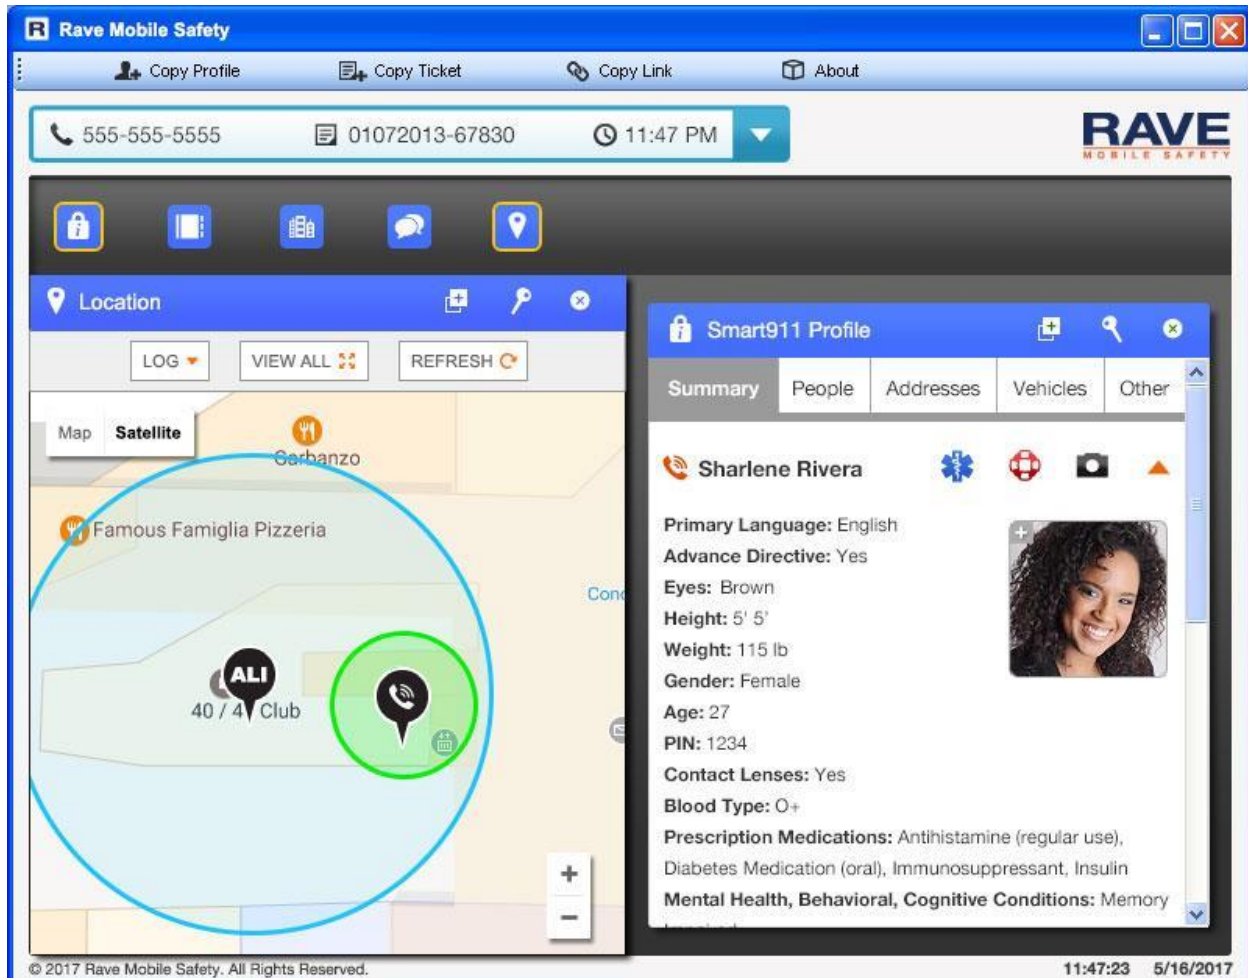 Rave Mobile Safety
Copy Profile Copy Ticket Copy Link About
555-555-5555 01072013-67830 11:47 PM
RAVE
MOBILE SAFETY
Location
LOG VIEW ALL REFRESH
Map Satellite
Garbanzo
Famous Famiglia Pizzeria
Conc
ALI
40 / 4 Club
Smart911 Profile
Summary People Addresses Vehicles Other
Sharlene Rivera
Primary Language: English
Advance Directive: Yes
Eyes: Brown
Height: 5' 5'
Weight: 115 lb
Gender: Female
Age: 27
PIN: 1234
Contact Lenses: Yes
Blood Type: O+
Prescription Medications: Antihistamine (regular use),
Diabetes Medication (oral), Immunosuppressant, Insulin
Mental Health, Behavioral, Cognitive Conditions: Memory
© 2017 Rave Mobile Safety. All Rights Reserved.
11:47:23 5/16/2017